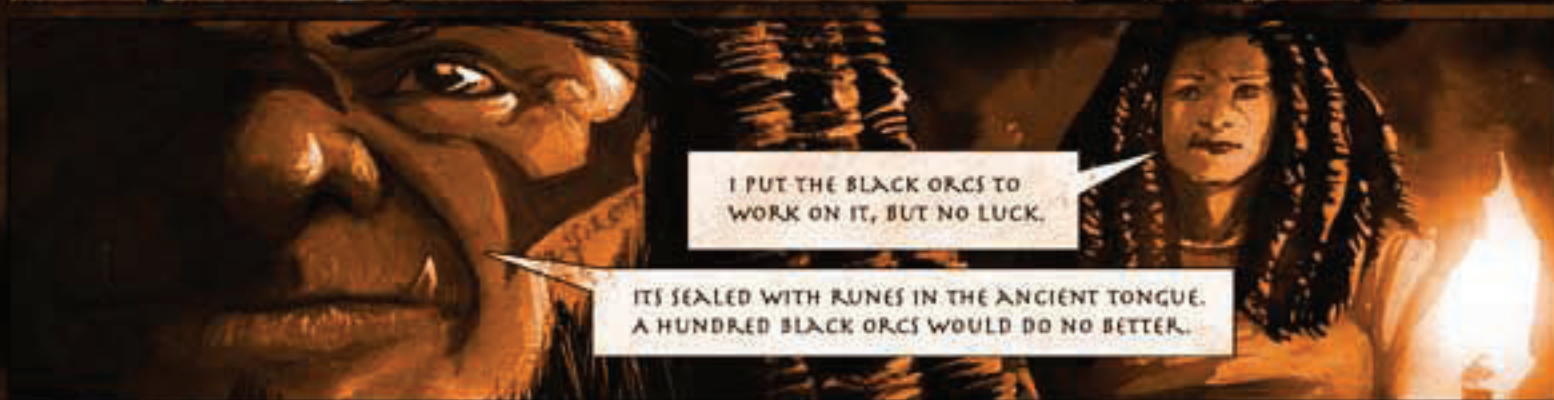 I PUT THE BLACK ORCS TO
WORK ON IT, BUT NO LUCK.
ITS SEALED WITH RUNES IN THE ANCIENT TONGUE.
A HUNDRED BLACK ORCS WOULD DO NO BETTER.